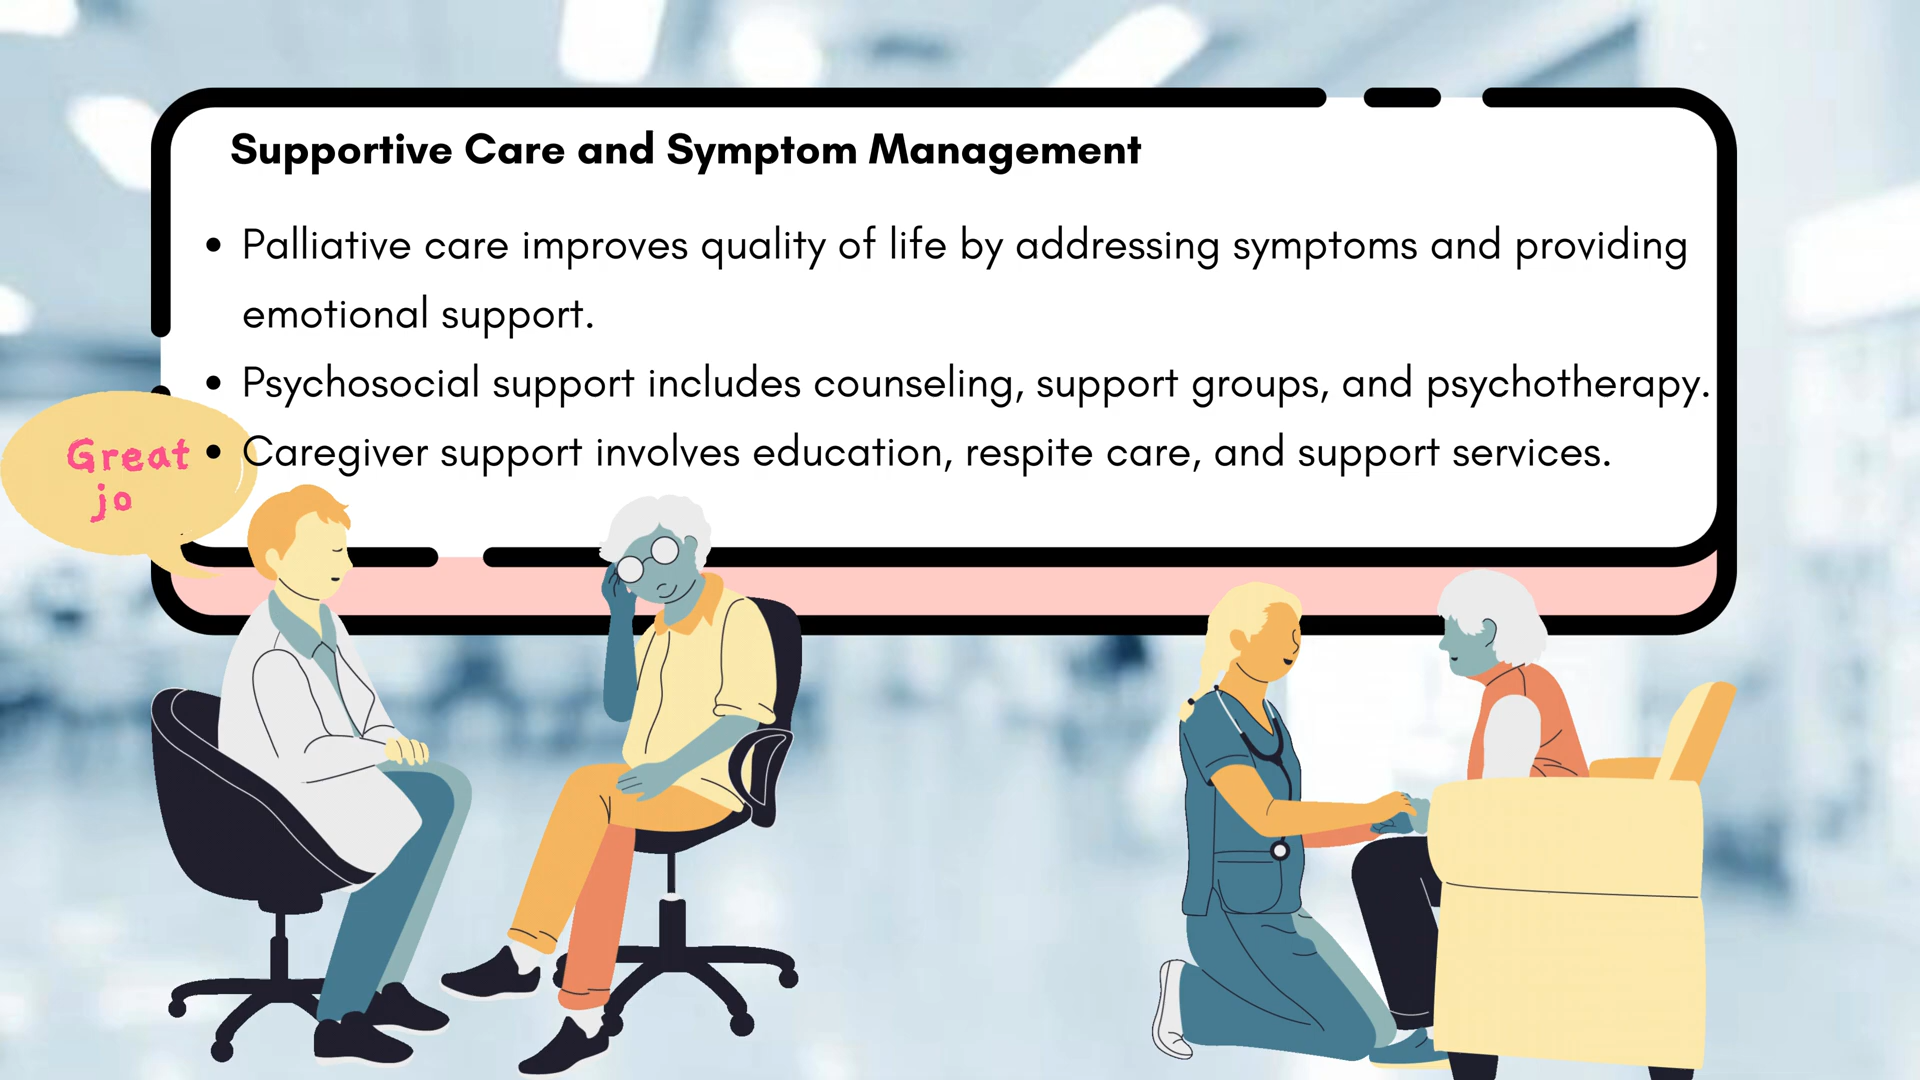 Supportive Care and Symptom Management
• Palliative care improves quality of life by addressing symptoms and providing
emotional support.
• Psychosocial support includes counseling, support groups, and psychotherapy.
• Caregiver support involves education, respite care, and support services.
Great
jo